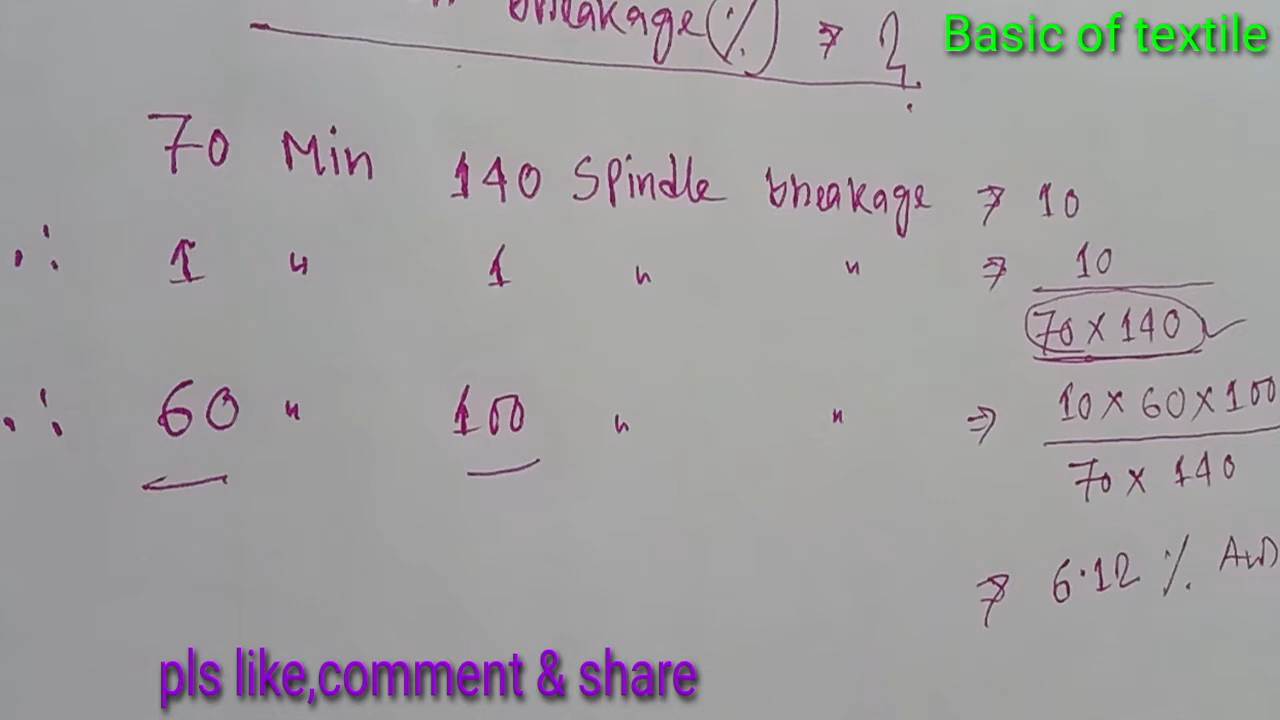 breakage(%) ⇒ ?
Basic of textile
70 Min 140 Spindle breakage ⇒ 10
∴ 1 " 1 " " ⇒ 10
70 × 140
∴ 60 " 100 " " ⇒ 10 × 60 × 100
70 × 140
⇒ 6.12 % Ans
pls like,comment & share